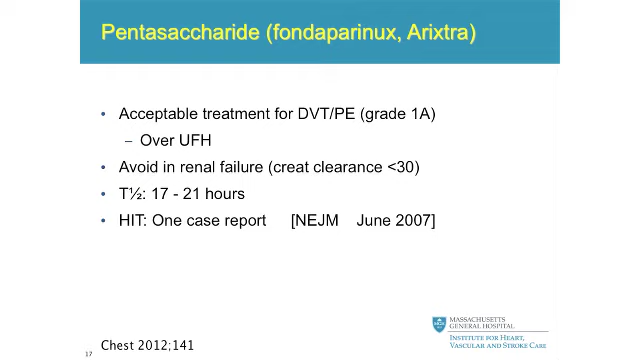 Pentasaccharide (fondaparinux, Arixtra)
• Acceptable treatment for DVT/PE (grade 1A)
– Over UFH
• Avoid in renal failure (creat clearance <30)
• T½: 17 - 21 hours
• HIT: One case report [NEJM June 2007]
MASSACHUSETTS
GENERAL HOSPITAL
INSTITUTE FOR HEART,
VASCULAR AND STROKE CARE
17 Chest 2012;141